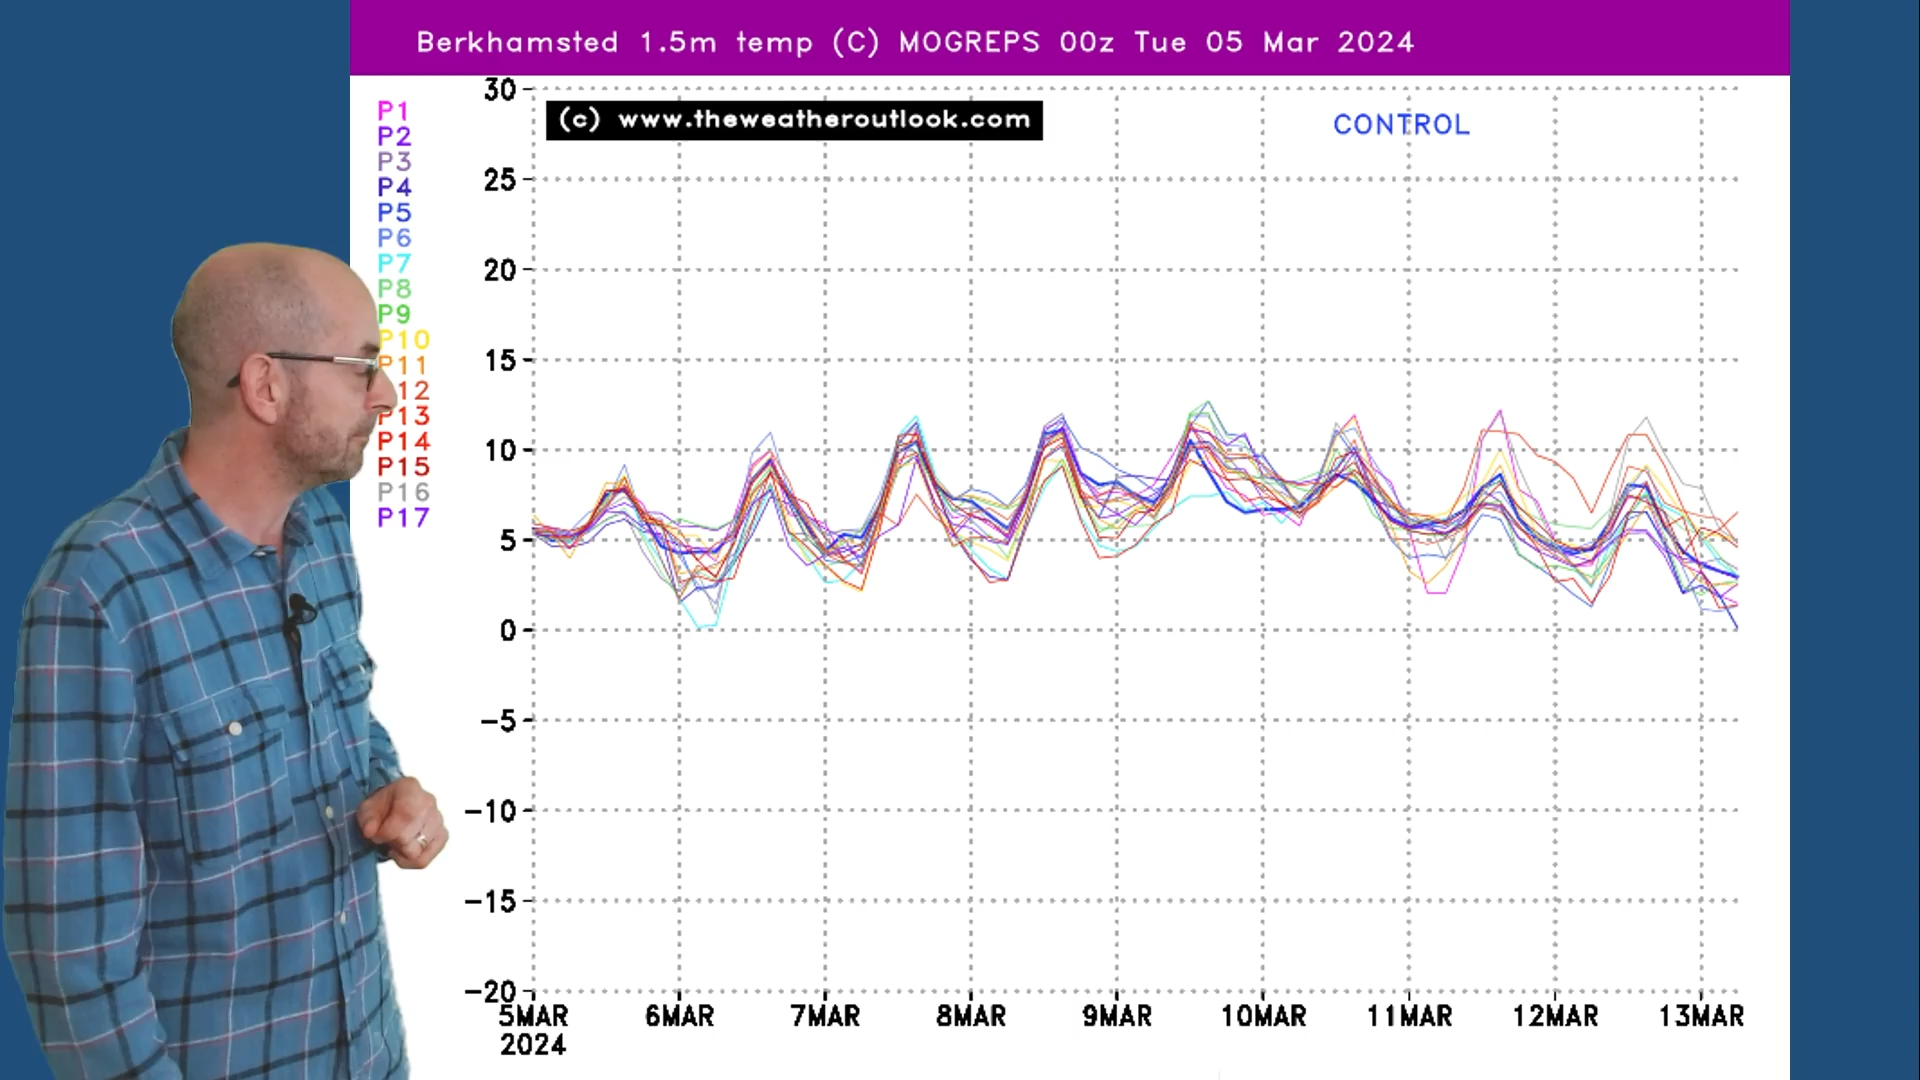 Berkhamsted 1.5m temp (C) MOGREPS 00z Tue 05 Mar 2024
(c) www.theweatheroutlook.com
CONTROL
P1
P2
P3
P4
P5
P6
P7
P8
P9
P10
P11
12
P13
P14
P15
P16
P17
30
25
20
15
10
5
0
-5
-10
-15
-20
5MAR 6MAR 7MAR 8MAR 9MAR 10MAR 11MAR 12MAR 13MAR
2024